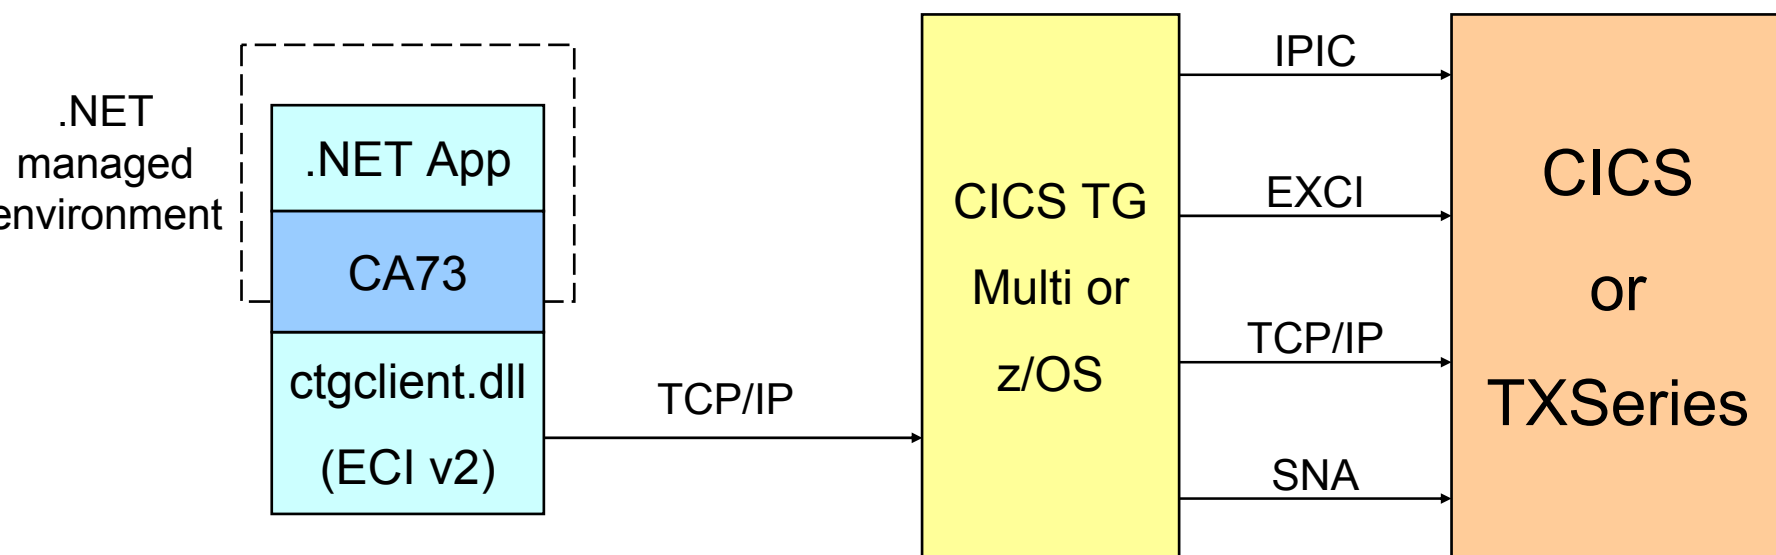 .NET
managed
environment
.NET App
CA73
ctgclient.dll
(ECI v2)
TCP/IP
CICS TG
Multi or
z/OS
IPIC
EXCI
TCP/IP
SNA
CICS
or
TXSeries